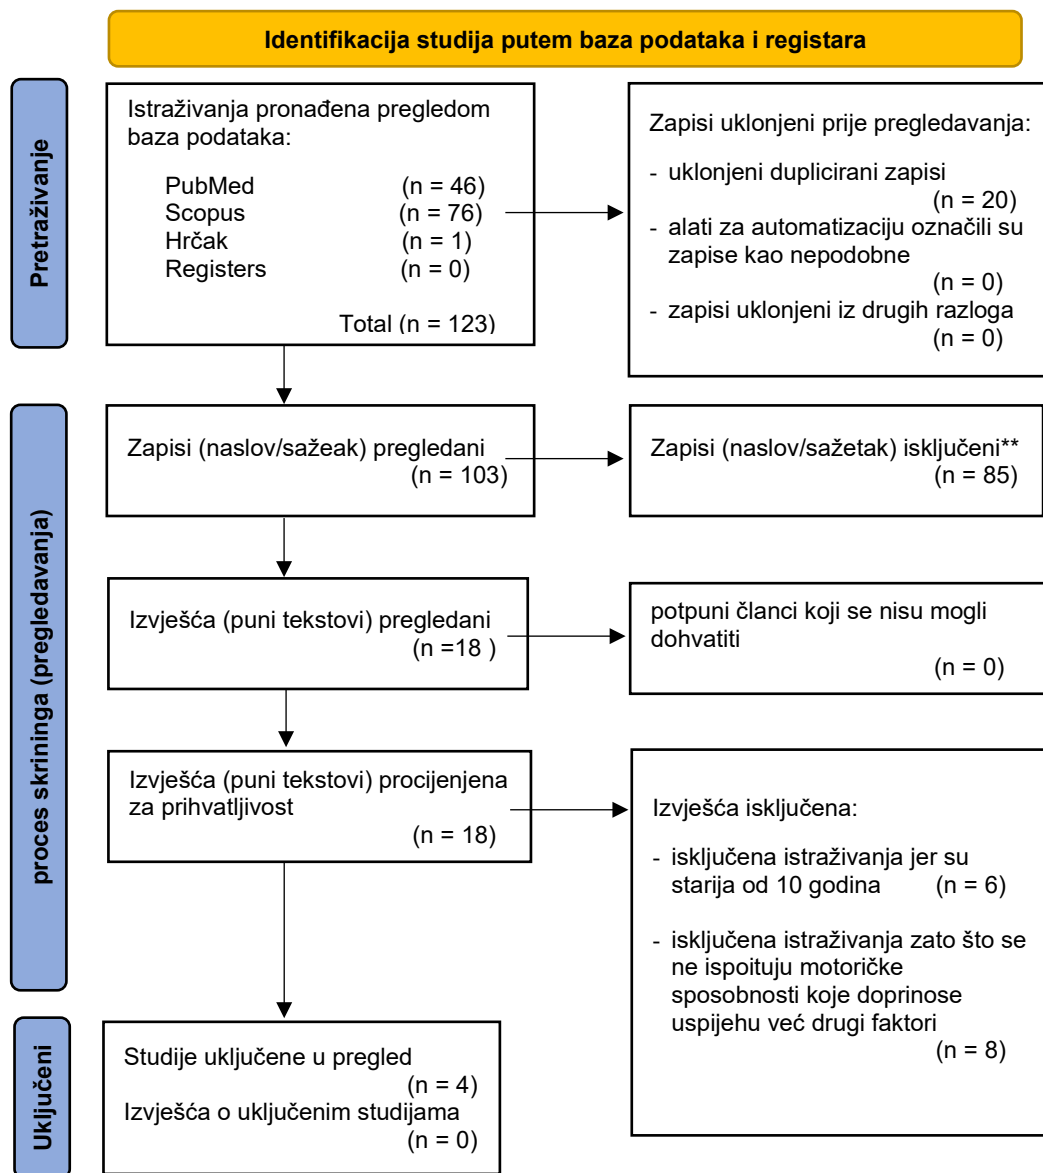 Identifikacija studija putem baza podataka i registara
Pretraživanje
Istraživanja pronađena pregledom
baza podataka:
PubMed (n = 46)
Scopus (n = 76)
Hrčak (n = 1)
Registers (n = 0)
Total (n = 123)
Zapisi uklonjeni prije pregledavanja:
- uklonjeni duplicirani zapisi
(n = 20)
- alati za automatizaciju označili su
zapise kao nepodobne
(n = 0)
- zapisi uklonjeni iz drugih razloga
(n = 0)
proces skrininga (pregledavanja)
Zapisi (naslov/sažeak) pregledani
(n = 103)
Zapisi (naslov/sažetak) isključeni**
(n = 85)
Izvješća (puni tekstovi) pregledani
(n =18 )
potpuni članci koji se nisu mogli
dohvatiti
(n = 0)
Izvješća (puni tekstovi) procijenjena
za prihvatljivost
(n = 18)
Izvješća isključena:
- isključena istraživanja jer su
starija od 10 godina (n = 6)
- isključena istraživanja zato što se
ne ispoituju motoričke
sposobnosti koje doprinose
uspijehu već drugi faktori
(n = 8)
Uključeni
Studije uključene u pregled
(n = 4)
Izvješća o uključenim studijama
(n = 0)